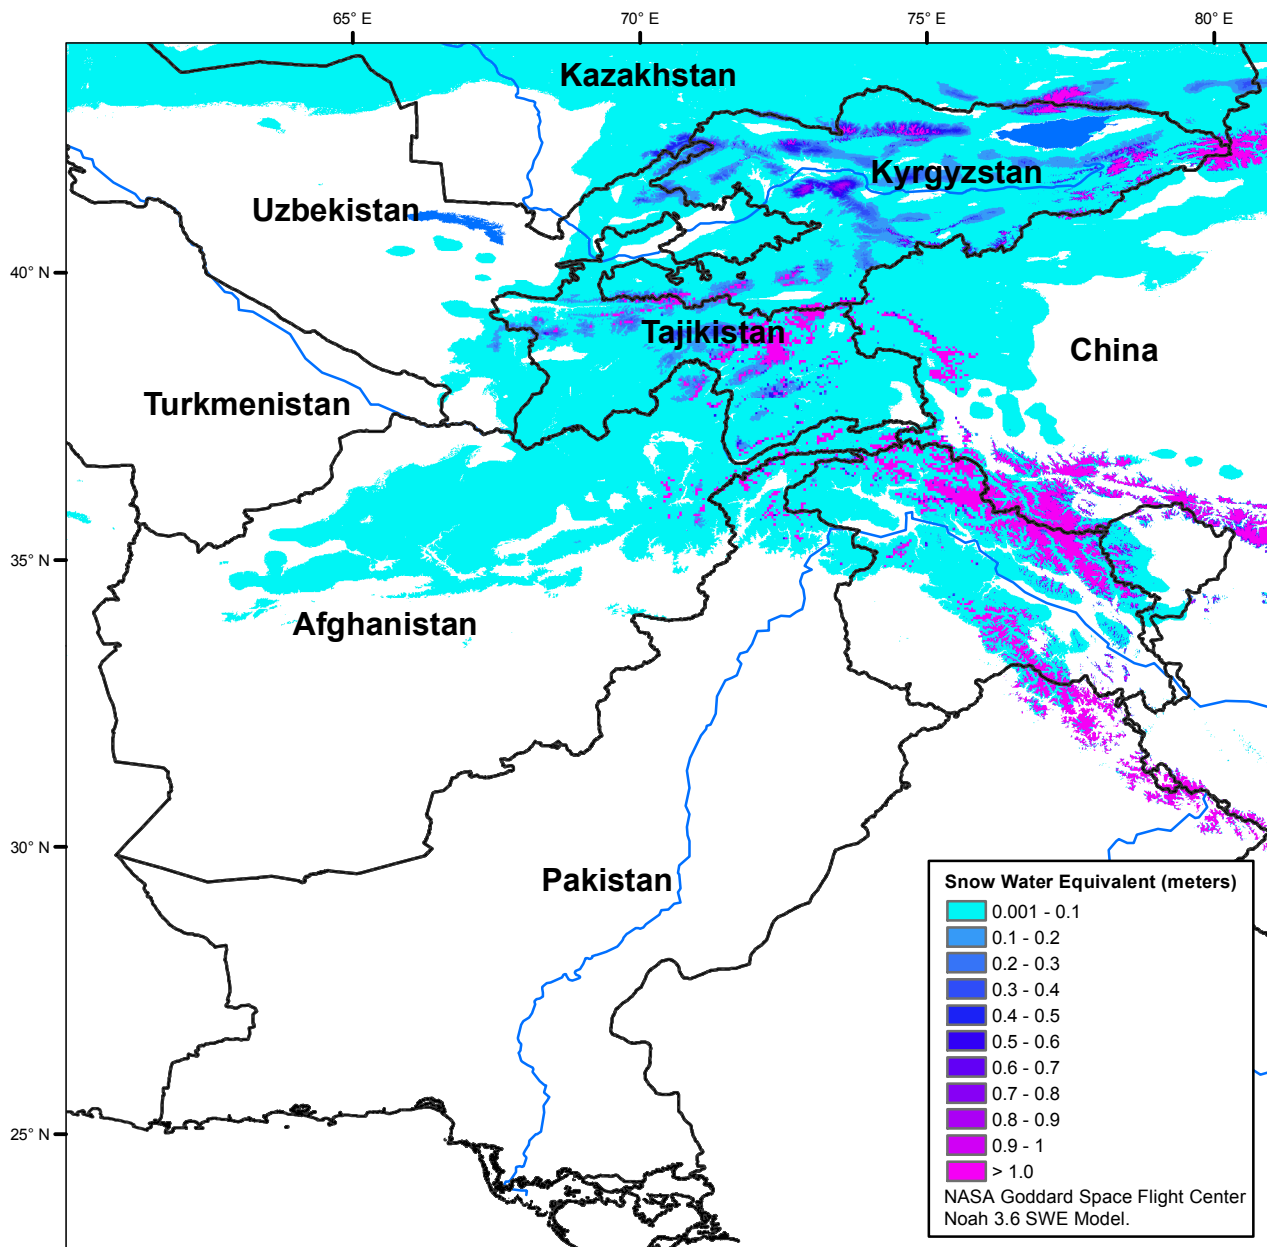 65° E
70° E
75° E
80° E
Kazakhstan
Kyrgyzstan
Uzbekistan
40° N
Tajikistan
China
Turkmenistan
35° N
Afghanistan
30° N
Pakistan
25° N
Snow Water Equivalent (meters)
0.001 - 0.1
0.1 - 0.2
0.2 - 0.3
0.3 - 0.4
0.4 - 0.5
0.5 - 0.6
0.6 - 0.7
0.7 - 0.8
0.8 - 0.9
0.9 - 1
> 1.0
NASA Goddard Space Flight Center
Noah 3.6 SWE Model.